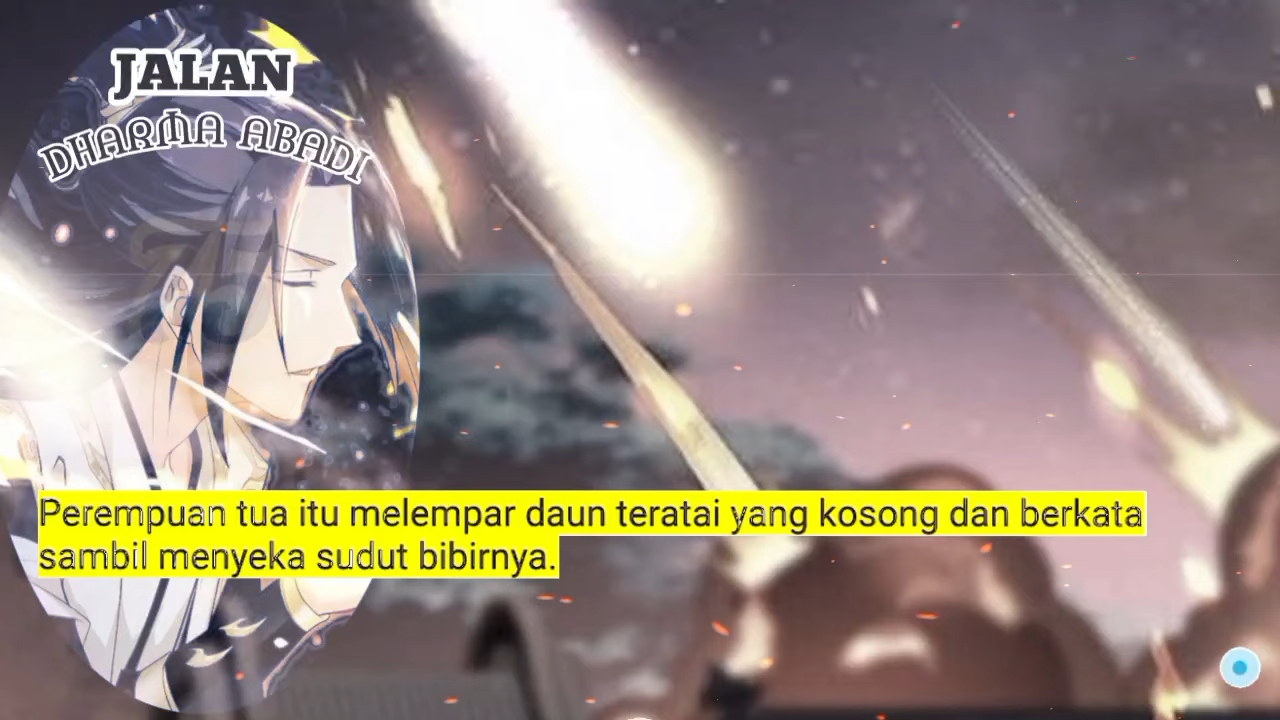 JALAN
DHARMA ABADI
Perempuan tua itu melempar daun teratai yang kosong dan berkata
sambil menyeka sudut bibirnya.